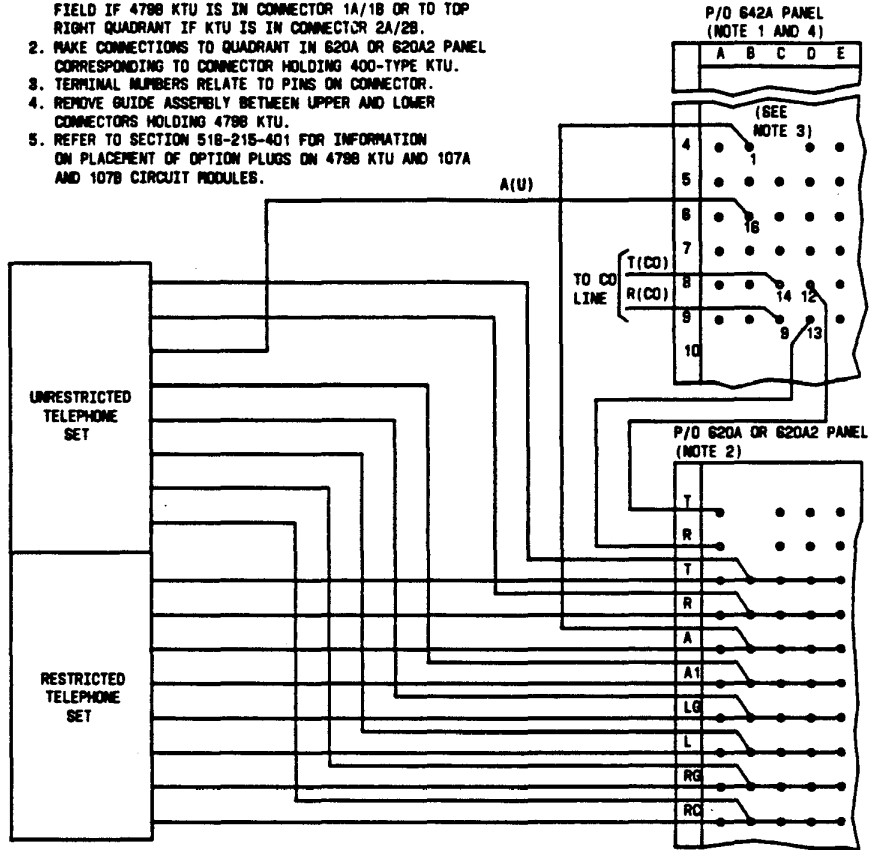 FIELD IF 479B KTU IS IN CONNECTOR 1A/1B OR TO TOP
RIGHT QUADRANT IF KTU IS IN CONNECTOR 2A/2B.
2. MAKE CONNECTIONS TO QUADRANT IN 620A OR 620A2 PANEL
CORRESPONDING TO CONNECTOR HOLDING 400-TYPE KTU.
3. TERMINAL NUMBERS RELATE TO PINS ON CONNECTOR.
4. REMOVE GUIDE ASSEMBLY BETWEEN UPPER AND LOWER
CONNECTORS HOLDING 479B KTU.
5. REFER TO SECTION 518-215-401 FOR INFORMATION
ON PLACEMENT OF OPTION PLUGS ON 479B KTU AND 107A
AND 107B CIRCUIT MODULES.
P/O 642A PANEL
(NOTE 1 AND 4)
A B C D E
(SEE
NOTE 3)
4
1
5
A(U)
6
16
7
TO CO
LINE
T(CO)
8
14 12
R(CO)
9
9 13
10
UNRESTRICTED
TELEPHONE
SET
P/O 620A OR 620A2 PANEL
(NOTE 2)
T
R
T
R
A
A1
LG
L
RG
RC
RESTRICTED
TELEPHONE
SET